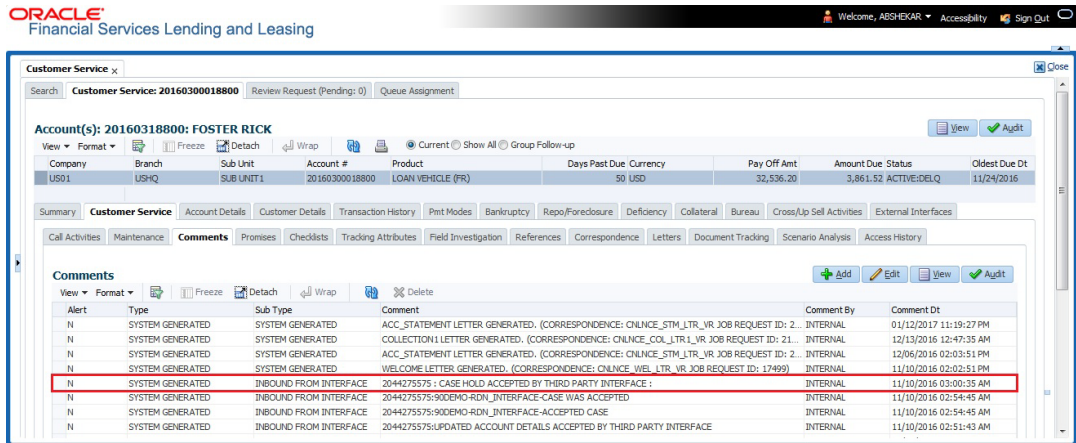 ORACLE
Financial Services Lending and Leasing
Welcome, ABSHEKAR Accessibility Sign Out
Customer Service x Close
Search Customer Service: 20160300018800 Review Request (Pending: 0) Queue Assignment
Account(s): 20160318800: FOSTER RICK View Audit
View Format Freeze Detach Wrap Current Show All Group Follow-up
Company Branch Sub Unit Account # Product Days Past Due Currency Pay Off Amt Amount Due Status Oldest Due Dt
US01 USHQ SUB UNIT1 20160300018800 LOAN VEHICLE (FR) 50 USD 32,536.20 3,861.52 ACTIVE:DELQ 11/24/2016
Summary Customer Service Account Details Customer Details Transaction History Pmt Modes Bankruptcy Repo/Foreclosure Deficiency Collateral Bureau Cross/Up Sell Activities External Interfaces
Call Activities Maintenance Comments Promises Checklists Tracking Attributes Field Investigation References Correspondence Letters Document Tracking Scenario Analysis Access History
Comments Add Edit View Audit
View Format Freeze Detach Wrap Delete
Alert Type Sub Type Comment Comment By Comment Dt
N SYSTEM GENERATED SYSTEM GENERATED ACC_STATEMENT LETTER GENERATED. (CORRESPONDENCE: CNLNCE_STM_LTR_VR JOB REQUEST ID: 2... INTERNAL 01/12/2017 11:19:27 PM
N SYSTEM GENERATED SYSTEM GENERATED COLLECTION1 LETTER GENERATED. (CORRESPONDENCE: CNLNCE_COL_LTR1_VR JOB REQUEST ID: 21... INTERNAL 12/13/2016 12:47:35 AM
N SYSTEM GENERATED SYSTEM GENERATED ACC_STATEMENT LETTER GENERATED. (CORRESPONDENCE: CNLNCE_STM_LTR_VR JOB REQUEST ID: 2... INTERNAL 12/06/2016 02:03:51 PM
N SYSTEM GENERATED SYSTEM GENERATED WELCOME LETTER GENERATED. (CORRESPONDENCE: CNLNCE_WEL_LTR_VR JOB REQUEST ID: 17499) INTERNAL 11/10/2016 02:02:51 PM
N SYSTEM GENERATED INBOUND FROM INTERFACE 2044275575 : CASE HOLD ACCEPTED BY THIRD PARTY INTERFACE : INTERNAL 11/10/2016 03:00:35 AM
N SYSTEM GENERATED INBOUND FROM INTERFACE 2044275575:90DEMO-RDN_INTERFACE-CASE WAS ACCEPTED INTERNAL 11/10/2016 02:54:45 AM
N SYSTEM GENERATED INBOUND FROM INTERFACE 2044275575:90DEMO-RDN_INTERFACE-ACCEPTED CASE INTERNAL 11/10/2016 02:54:45 AM
N SYSTEM GENERATED INBOUND FROM INTERFACE 2044275575:UPDATED ACCOUNT DETAILS ACCEPTED BY THIRD PARTY INTERFACE INTERNAL 11/10/2016 02:51:43 AM